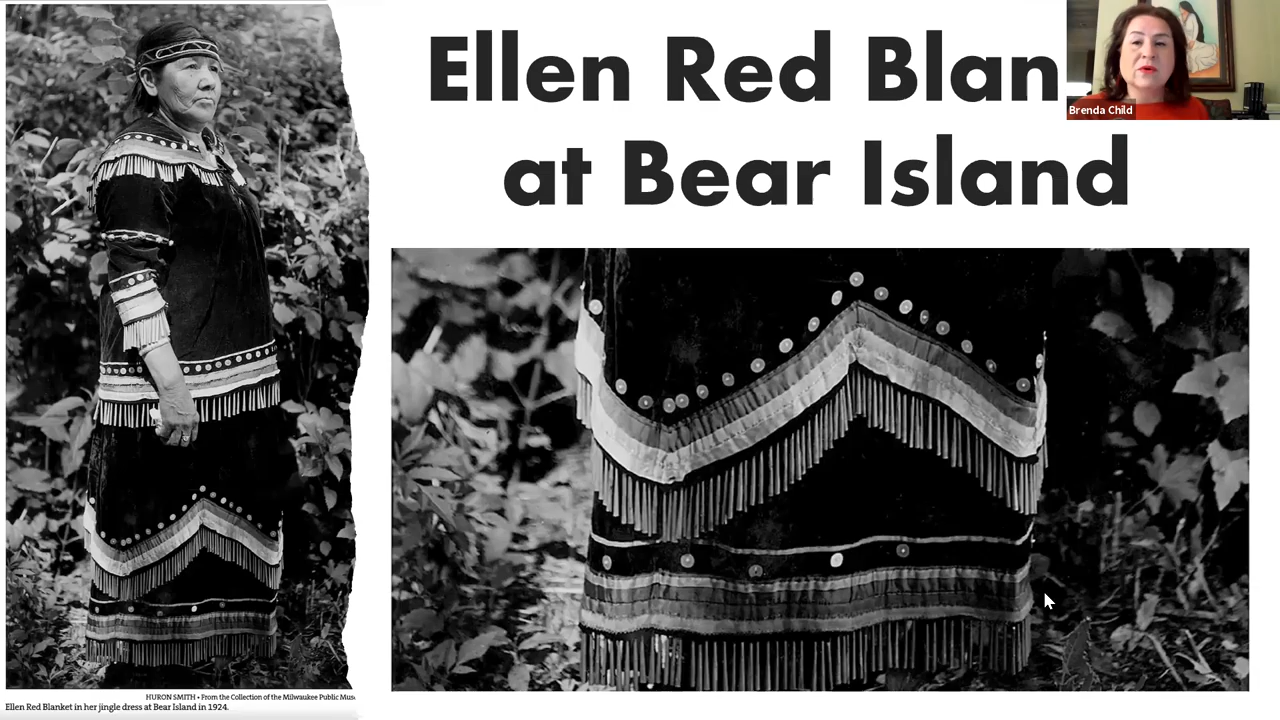 Ellen Red Blan
at Bear Island
Brenda Child
HURON SMITH • From the Collection of the Milwaukee Public
Ellen Red Blanket in her jingle dress at Bear Island in 1924.